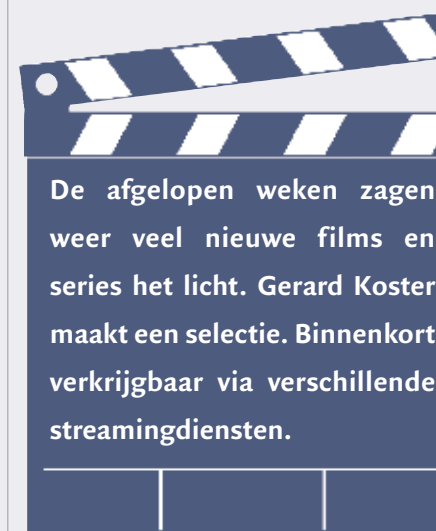 De afgelopen weken zagen
weer veel nieuwe films en
series het licht. Gerard Koster
maakt een selectie. Binnenkort
verkrijgbaar via verschillende
streamingdiensten.